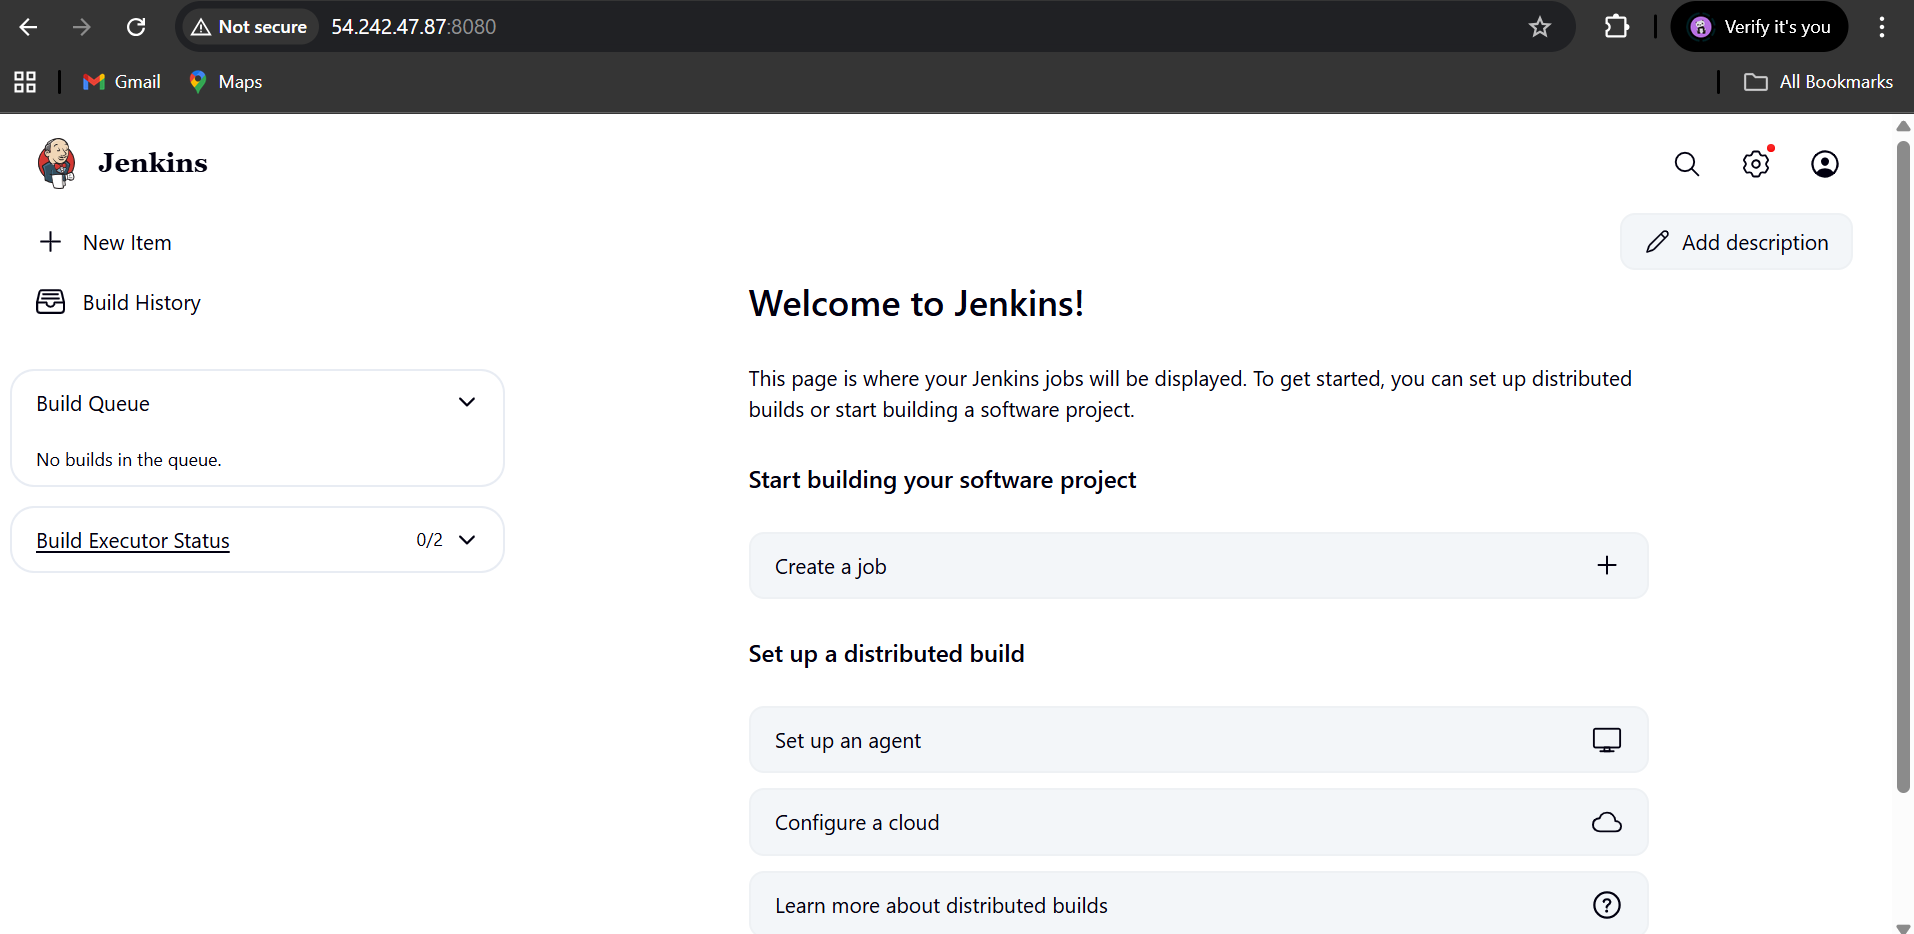 Not secure 54.242.47.87:8080
Verify it's you
Gmail
Maps
All Bookmarks
Jenkins
New Item
Build History
Build Queue
No builds in the queue.
Build Executor Status 0/2
Add description
Welcome to Jenkins!
This page is where your Jenkins jobs will be displayed. To get started, you can set up distributed
builds or start building a software project.
Start building your software project
Create a job
Set up a distributed build
Set up an agent
Configure a cloud
Learn more about distributed builds